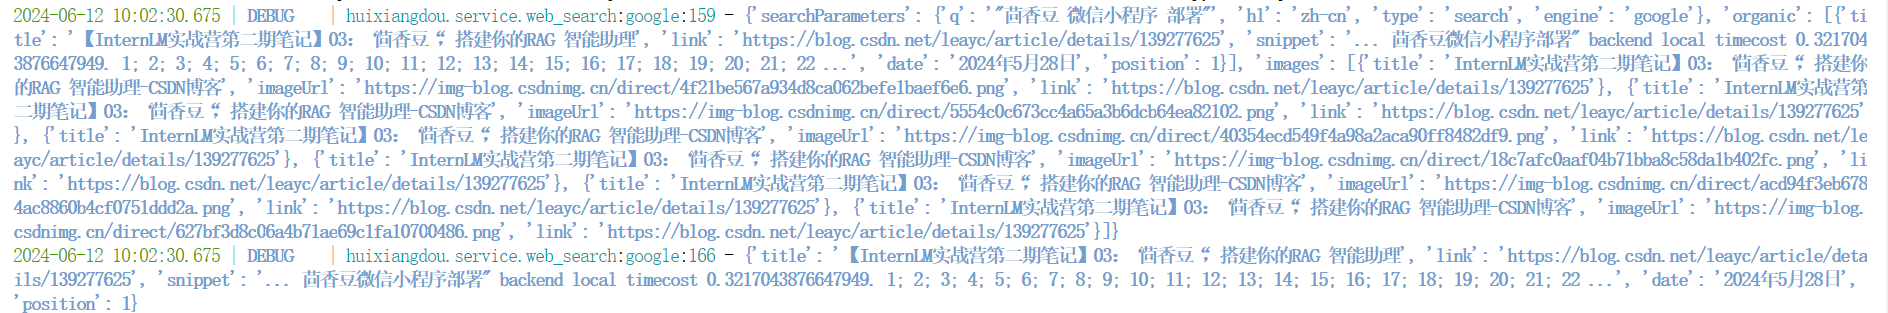 2024-06-12 10:02:30.675 | DEBUG    | huixiangdou.service.web_search:google:159 - {'searchParameters': {'q': '"茴香豆 微信小程序 部署"', 'hl': 'zh-cn', 'type': 'search', 'engine': 'google'}, 'organic': [{'ti
tle': '【InternLM实战营第二期笔记】03：“茴香豆“：搭建你的RAG 智能助理', 'link': 'https://blog.csdn.net/leayc/article/details/139277625', 'snippet': '... 茴香豆微信小程序部署" backend local timecost 0.321704
3876647949. 1; 2; 3; 4; 5; 6; 7; 8; 9; 10; 11; 12; 13; 14; 15; 16; 17; 18; 19; 20; 21; 22 ...', 'date': '2024年5月28日', 'position': 1}], 'images': [{'title': 'InternLM实战营第二期笔记】03：“茴香豆“：搭建你
的RAG 智能助理-CSDN博客', 'imageUrl': 'https://img-blog.csdnimg.cn/direct/4f21be567a934d8ca062befe1baef6e6.png', 'link': 'https://blog.csdn.net/leayc/article/details/139277625'}, {'title': 'InternLM实战营第
二期笔记】03：“茴香豆“：搭建你的RAG 智能助理-CSDN博客', 'imageUrl': 'https://img-blog.csdnimg.cn/direct/5554c0c673cc4a65a3b6dcb64ea82102.png', 'link': 'https://blog.csdn.net/leayc/article/details/139277625'
}, {'title': 'InternLM实战营第二期笔记】03：“茴香豆“：搭建你的RAG 智能助理-CSDN博客', 'imageUrl': 'https://img-blog.csdnimg.cn/direct/40354ecd549f4a98a2aca90ff8482df9.png', 'link': 'https://blog.csdn.net/le
ayc/article/details/139277625'}, {'title': 'InternLM实战营第二期笔记】03：“茴香豆“：搭建你的RAG 智能助理-CSDN博客', 'imageUrl': 'https://img-blog.csdnimg.cn/direct/18c7afc0aaf04b71bba8c58da1b402fc.png', 'li
nk': 'https://blog.csdn.net/leayc/article/details/139277625'}, {'title': 'InternLM实战营第二期笔记】03：“茴香豆“：搭建你的RAG 智能助理-CSDN博客', 'imageUrl': 'https://img-blog.csdnimg.cn/direct/acd94f3eb678
4ac8860b4cf0751ddd2a.png', 'link': 'https://blog.csdn.net/leayc/article/details/139277625'}, {'title': 'InternLM实战营第二期笔记】03：“茴香豆“：搭建你的RAG 智能助理-CSDN博客', 'imageUrl': 'https://img-blog.
csdnimg.cn/direct/627bf3d8c06a4b71ae69c1fa10700486.png', 'link': 'https://blog.csdn.net/leayc/article/details/139277625'}]}
2024-06-12 10:02:30.675 | DEBUG    | huixiangdou.service.web_search:google:166 - {'title': '【InternLM实战营第二期笔记】03：“茴香豆“：搭建你的RAG 智能助理', 'link': 'https://blog.csdn.net/leayc/article/deta
ils/139277625', 'snippet': '... 茴香豆微信小程序部署" backend local timecost 0.3217043876647949. 1; 2; 3; 4; 5; 6; 7; 8; 9; 10; 11; 12; 13; 14; 15; 16; 17; 18; 19; 20; 21; 22 ...', 'date': '2024年5月28日',
'position': 1}